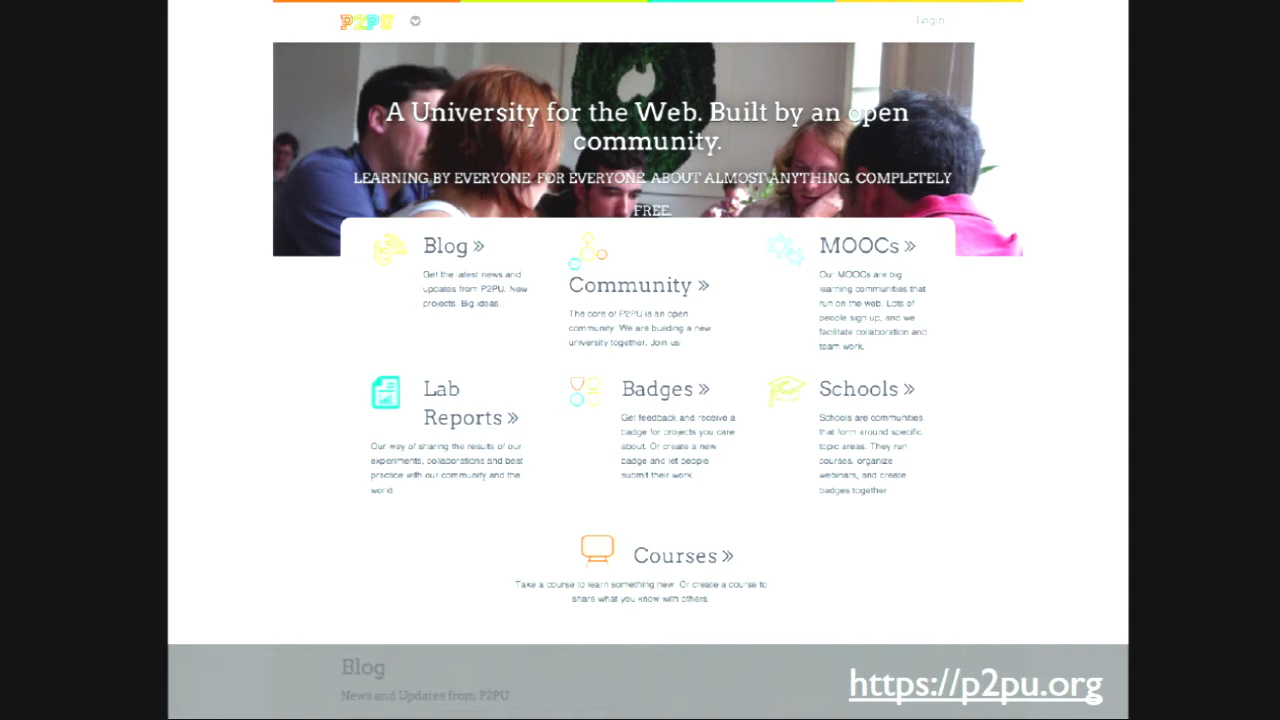 P2PU
Login
A University for the Web. Built by an open
community.
LEARNING BY EVERYONE. FOR EVERYONE. ABOUT ALMOST ANYTHING. COMPLETELY
FREE.
Blog »
Get the latest news and
updates from P2PU. New
projects. Big ideas.
Community »
The core of P2PU is an open
community. We are building a new
university together. Join us!
MOOCs »
Our MOOCs are big
learning communities that
run on the web. Lots of
people sign up, and we
facilitate collaboration and
team work.
Lab
Reports »
Our way of sharing the results of our
experiments, collaborations and best
practice with our community and the
world
Badges »
Get feedback and receive a
badge for projects you care
about. Or create a new
badge and let people
submit their work.
Schools »
Schools are communities
that form around specific
topic areas. They run
courses, organize
webinars, and create
badges together
Courses »
Take a course to learn something new. Or create a course to
share what you know with others.
Blog
News and Updates from P2PU
https://p2pu.org